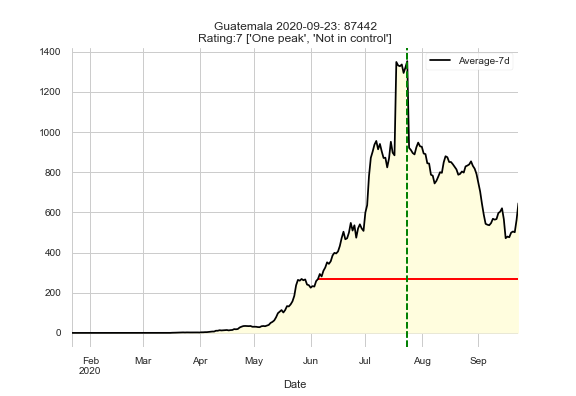 Guatemala 2020-09-23: 87442
Rating:7 ['One peak', 'Not in control']
1400
1200
1000
800
600
400
200
0
Average-7d
Feb Mar Apr May Jun Jul Aug Sep
2020
Date